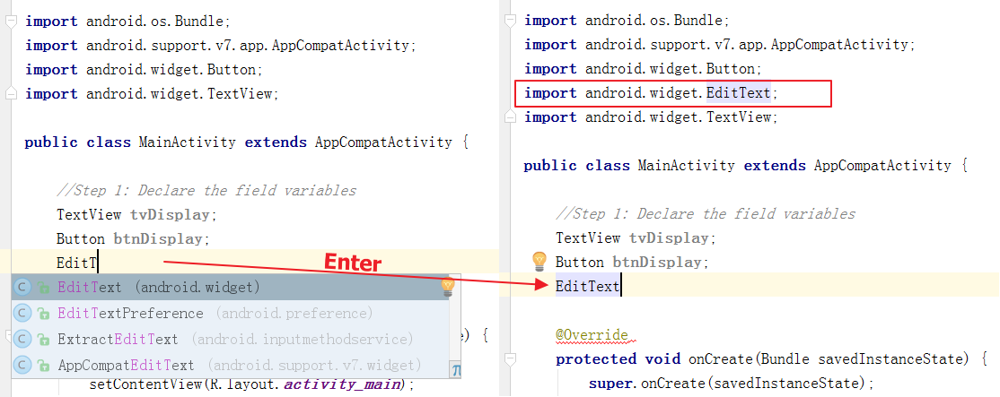 import android.os.Bundle;
import android.support.v7.app.AppCompatActivity;
import android.widget.Button;
import android.widget.TextView;
public class MainActivity extends AppCompatActivity {
//Step 1: Declare the field variables
TextView tvDisplay;
Button btnDisplay;
EditT
EditText (android.widget)
EditTextPreference (android.preference)
ExtractEditText (android.inputmethodservice)
) {
AppCompatEditText (android.support.v7.widget)
π
setContentView(R.layout.activity_main);
Enter
import android.os.Bundle;
import android.support.v7.app.AppCompatActivity;
import android.widget.Button;
import android.widget.EditText;
import android.widget.TextView;
public class MainActivity extends AppCompatActivity {
//Step 1: Declare the field variables
TextView tvDisplay;
Button btnDisplay;
EditText
@Override
protected void onCreate(Bundle savedInstanceState) {
super.onCreate(savedInstanceState);